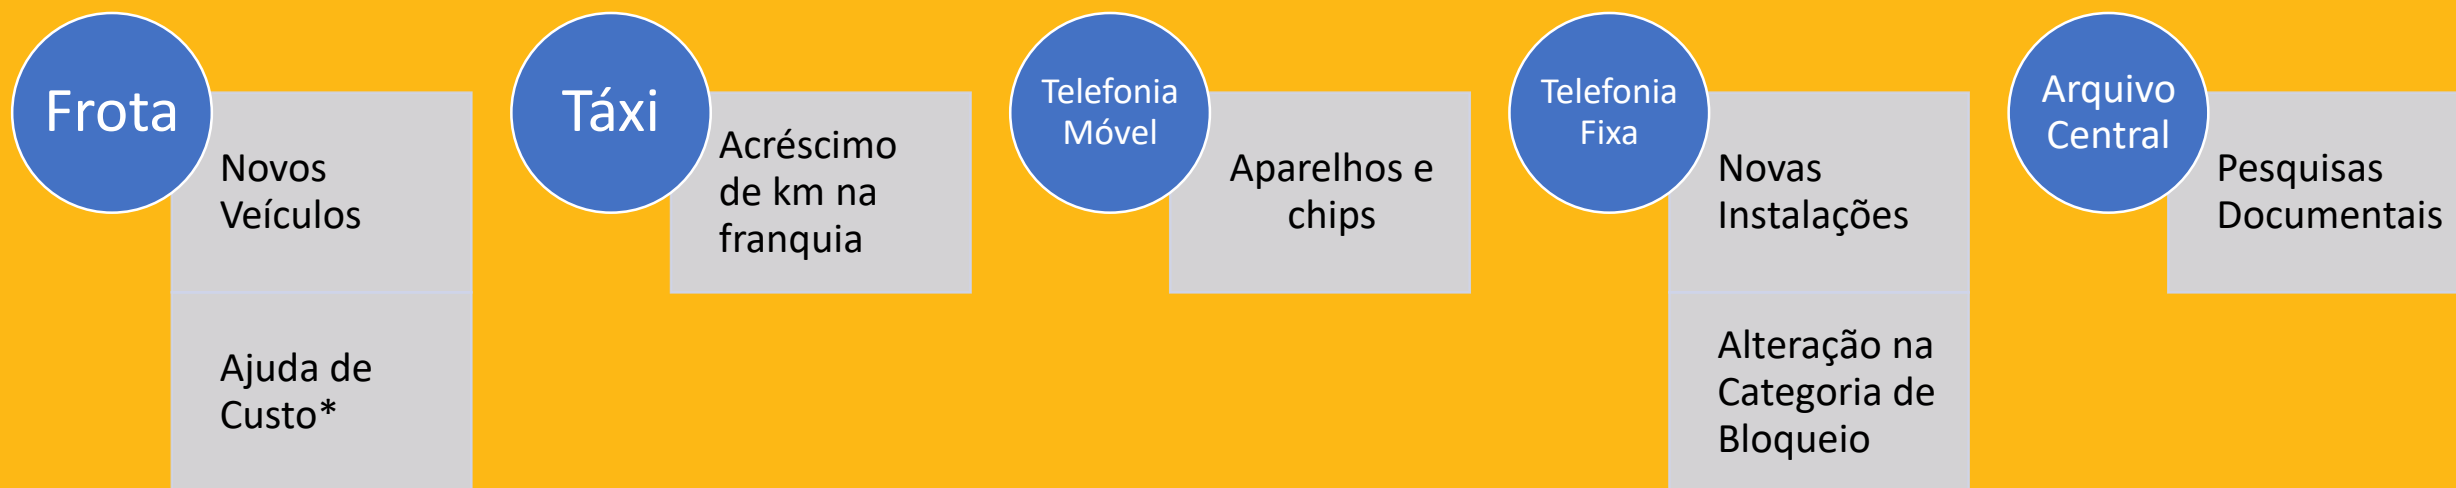 Frota
Novos
Veículos
Ajuda de
Custo*
Táxi
Acréscimo
de km na
franquia
Telefonia
Móvel
Aparelhos e
chips
Telefonia
Fixa
Novas
Instalações
Alteração na
Categoria de
Bloqueio
Arquivo
Central
Pesquisas
Documentais